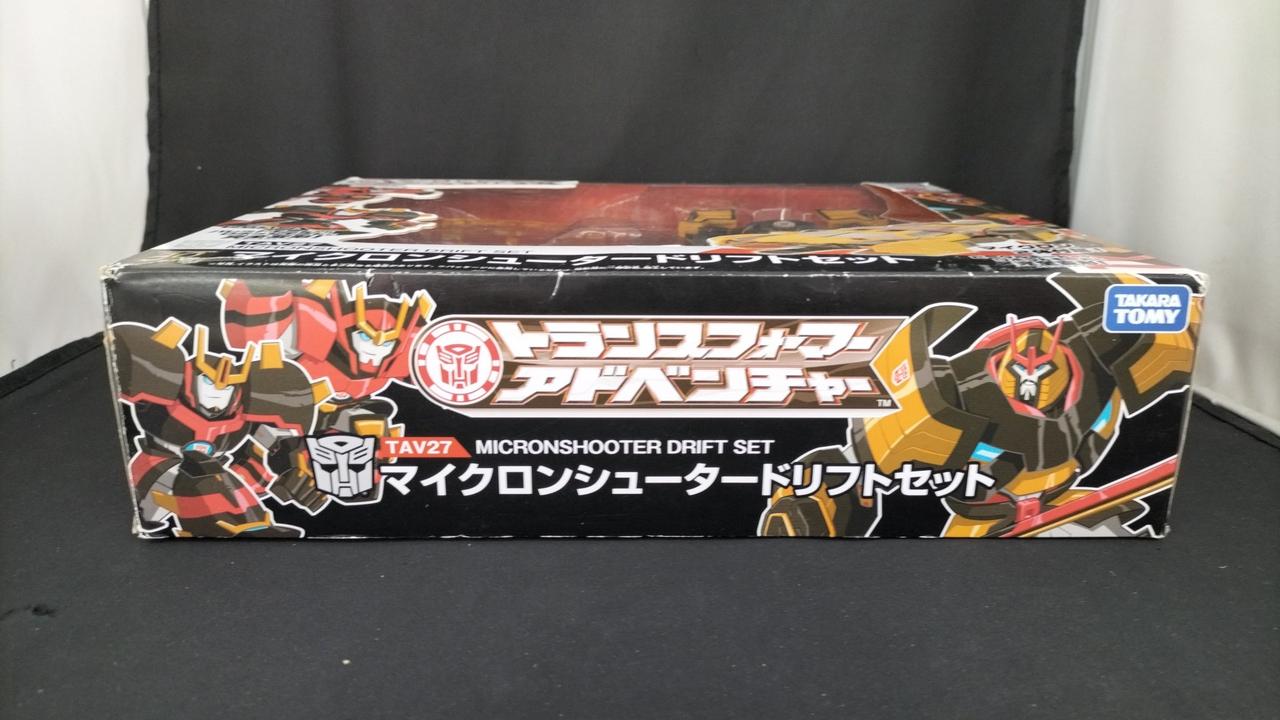 MICRONSHOOTER DRIFT SET
マイクロンシュータードリフトセット
トランスフォーマー
アドベンチャー
TM
TAKARA
TOMY
TAV27 MICRONSHOOTER DRIFT SET
マイクロンシュータードリフトセット